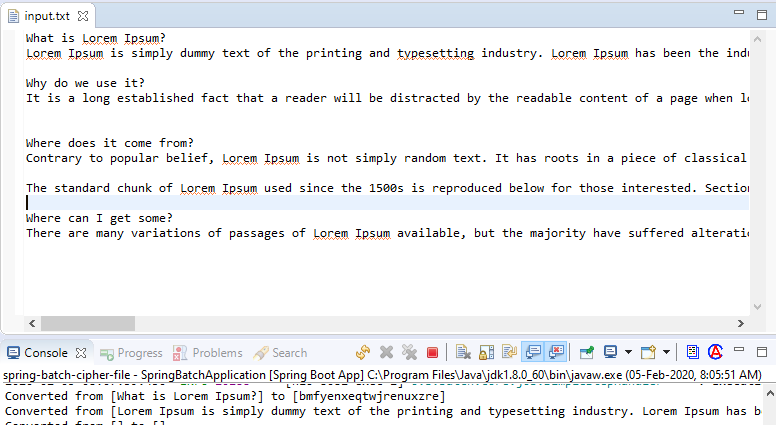 input.txt
What is Lorem Ipsum?
Lorem Ipsum is simply dummy text of the printing and typesetting industry. Lorem Ipsum has been the
Why do we use it?
It is a long established fact that a reader will be distracted by the readable content of a page when
Where does it come from?
Contrary to popular belief, Lorem Ipsum is not simply random text. It has roots in a piece of classical
The standard chunk of Lorem Ipsum used since the 1500s is reproduced below for those interested.
Where can I get some?
There are many variations of passages of Lorem Ipsum available, but the majority have suffered
Console Progress Problems Search
spring-batch-cipher-file - SpringBatchApplication [Spring Boot App] C:\Program Files\Java\jdk1.8.0_60\bin\javaw.exe (05-Feb-2020, 8:05:51 AM)
Converted from [What is Lorem Ipsum?] to [bmfyenxeqtwjrenuxzre]
Converted from [Lorem Ipsum is simply dummy text of the printing and typesetting industry. Lorem Ipsum has
Converted from [] to []